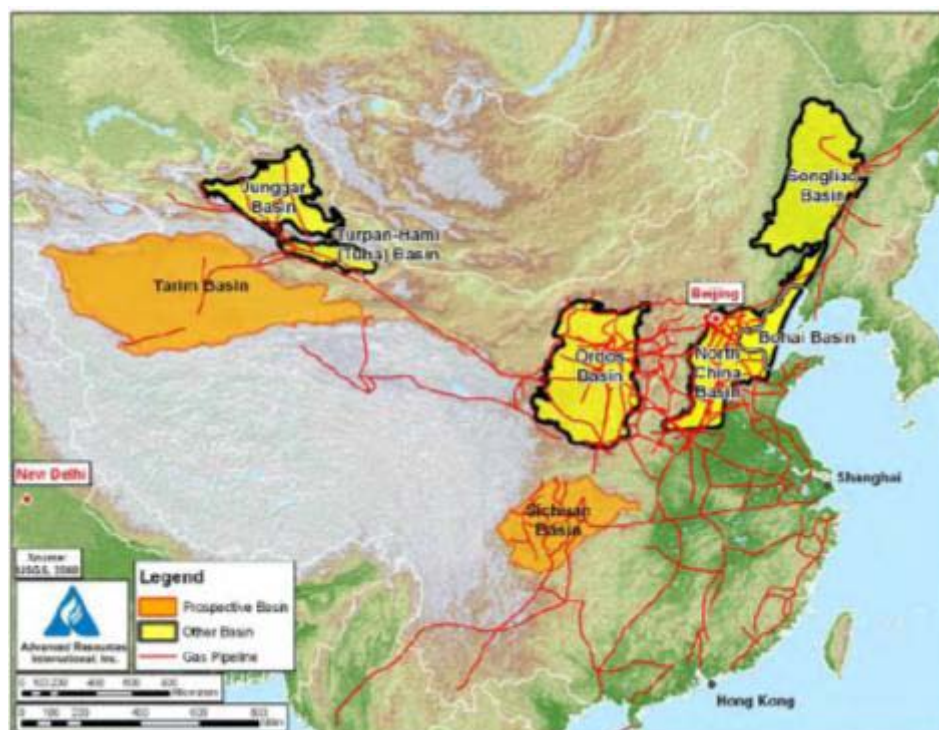 Junggar
Basin
Turpan-Hami
(Tuha) Basin
Songliao
Basin
Tarim Basin
Beijing
Bohai Basin
Ordos
Basin
North
China
Basin
New Delhi
Shanghai
Sichuan
Basin
Source:
USGS,
Legend
Prospective Basin
Other Basin
Gas Pipeline
Advanced Resources
International, Inc.
Hong Kong